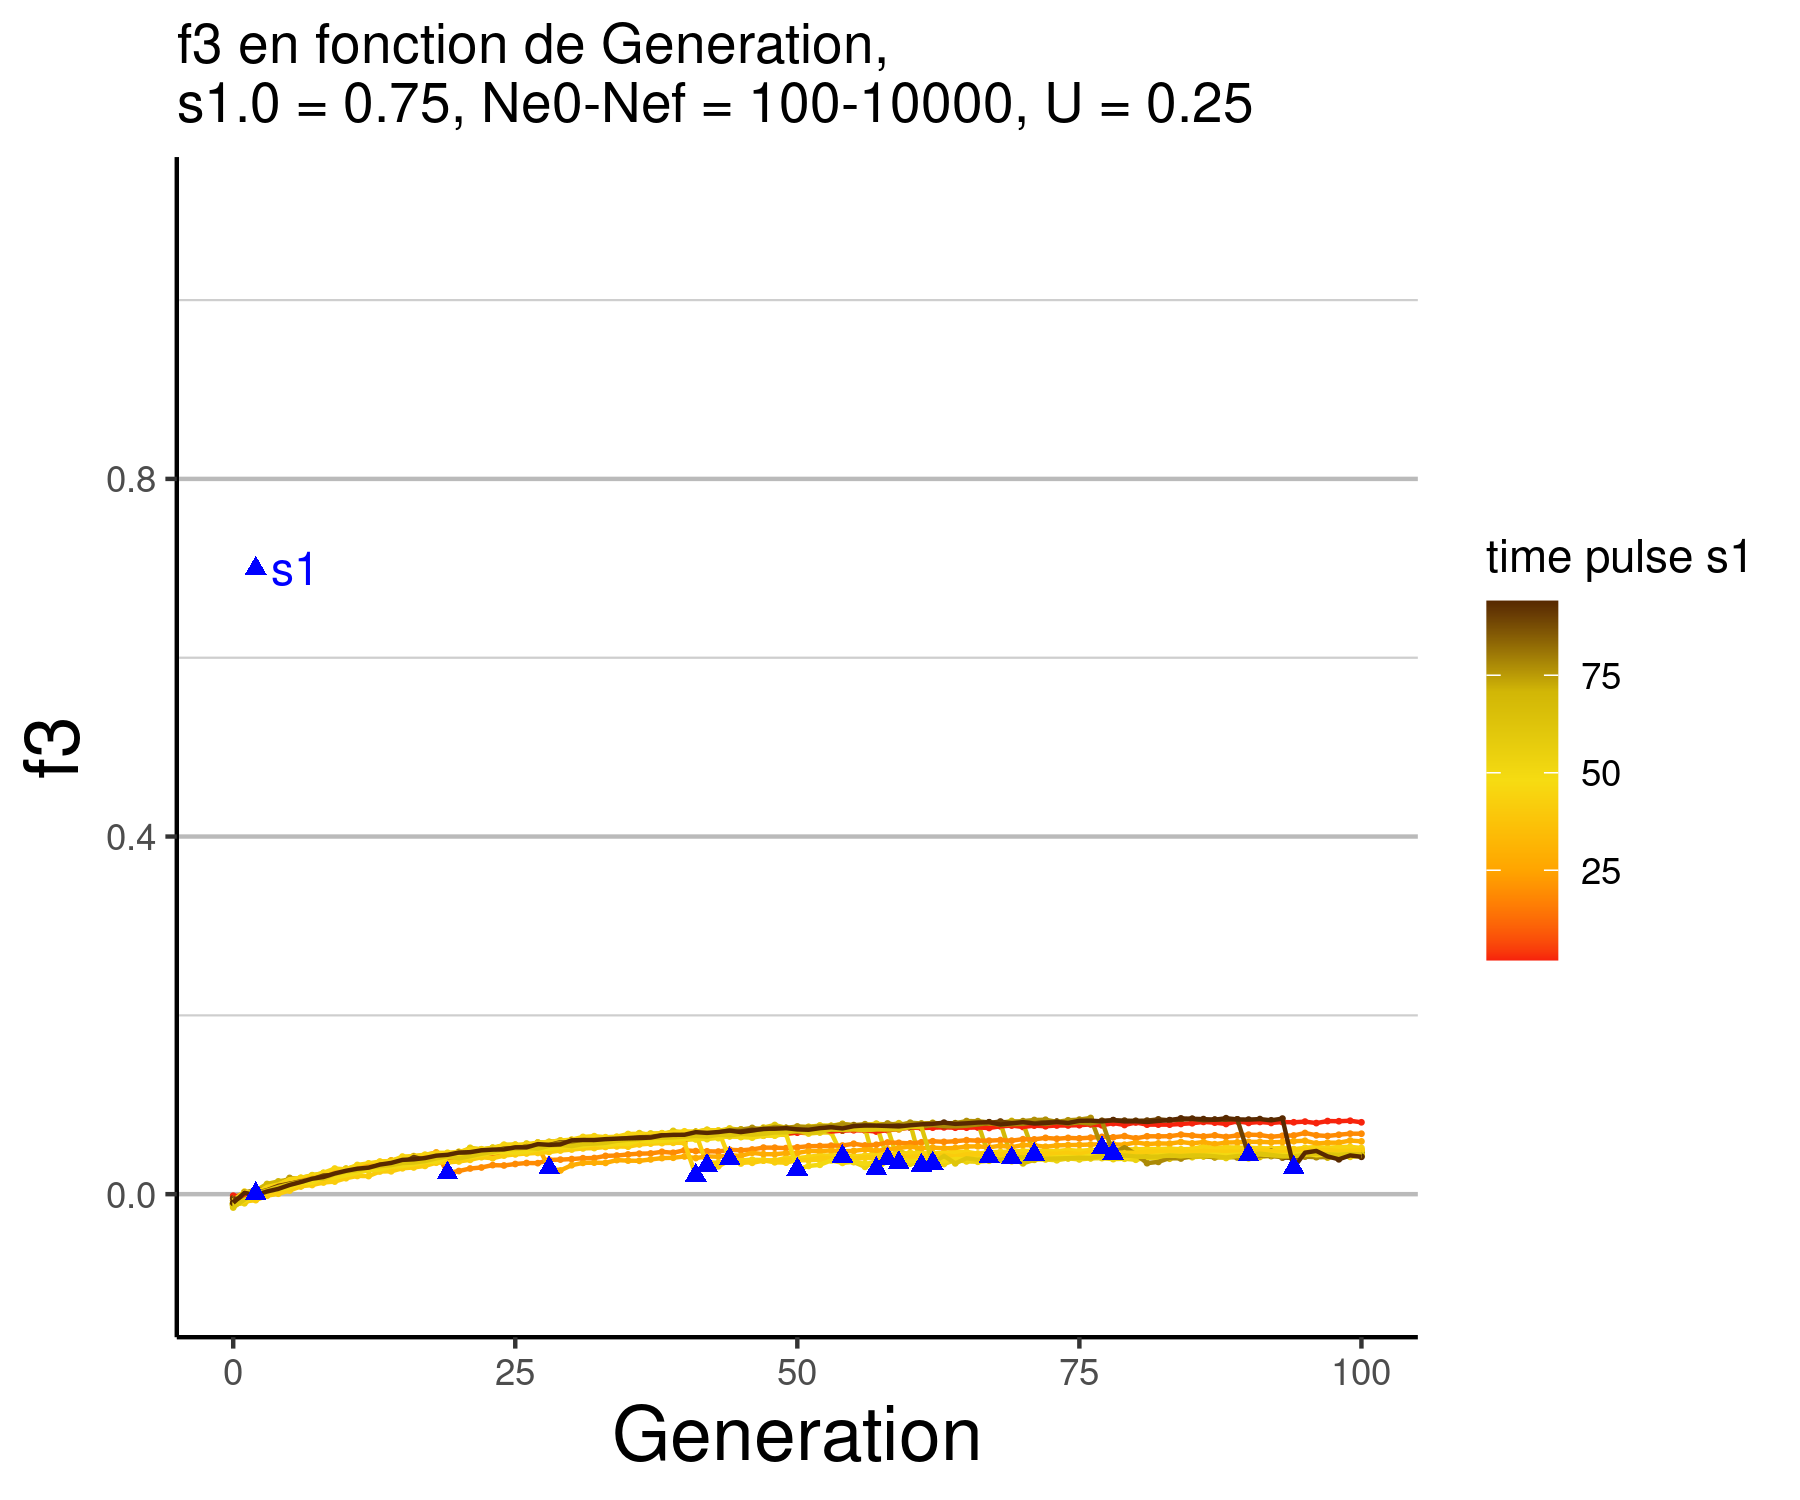 f3 en fonction de Generation,
s1.0 = 0.75, Ne0-Nef = 100-10000, U = 0.25
f3
0.8
0.4
0.0
s1
0 25 50 75 100
Generation
time pulse s1
75
50
25